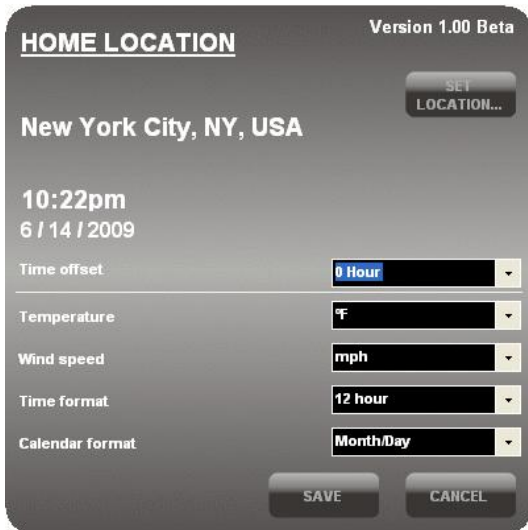 Version 1.00 Beta
HOME LOCATION
SET
LOCATION...
New York City, NY, USA
10:22pm
6 / 14 / 2009
Time offset 0 Hour
Temperature °F
Wind speed mph
Time format 12 hour
Calendar format Month/Day
SAVE CANCEL